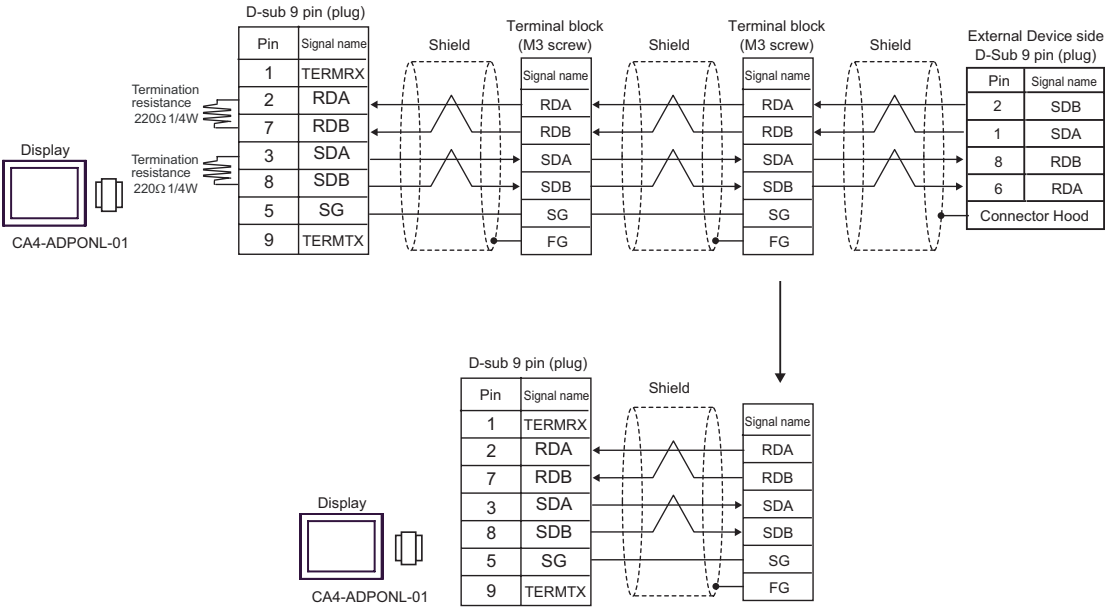 D-sub 9 pin (plug)
Pin Signal name
1 TERMRX
2 RDA
7 RDB
3 SDA
8 SDB
5 SG
9 TERMTX
Termination
resistance
220Ω 1/4W
Termination
resistance
220Ω 1/4W
Display
CA4-ADPONL-01
Shield
Terminal block
(M3 screw)
Signal name
RDA
RDB
SDA
SDB
SG
FG
Shield
Terminal block
(M3 screw)
Signal name
RDA
RDB
SDA
SDB
SG
FG
Shield
External Device side
D-Sub 9 pin (plug)
Pin Signal name
2 SDB
1 SDA
8 RDB
6 RDA
Connector Hood
D-sub 9 pin (plug)
Pin Signal name
1 TERMRX
2 RDA
7 RDB
3 SDA
8 SDB
5 SG
9 TERMTX
Display
CA4-ADPONL-01
Shield
Signal name
RDA
RDB
SDA
SDB
SG
FG